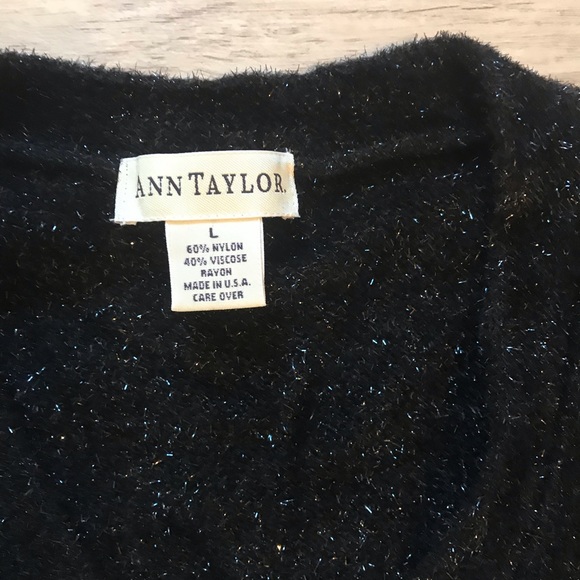 ANN TAYLOR.
L
60% NYLON
40% VISCOSE
RAYON
MADE IN U.S.A.
CARE OVER